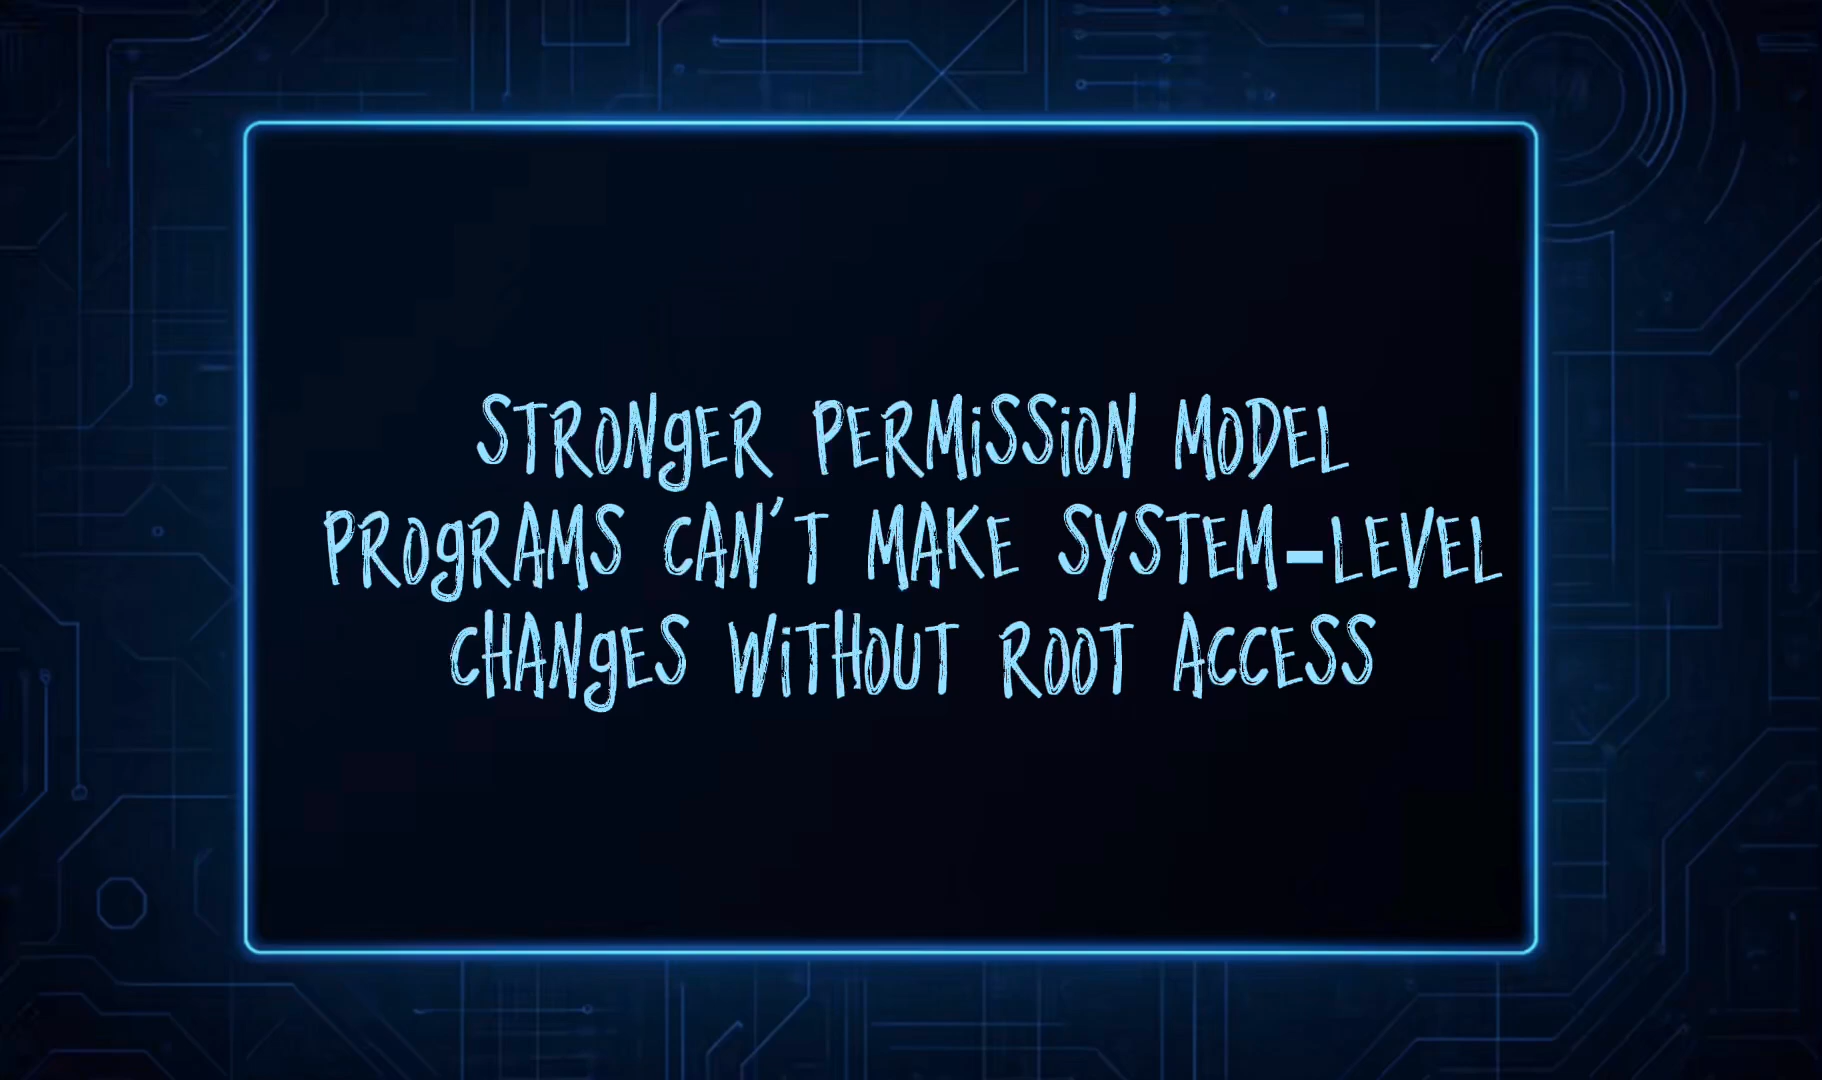 STRONgER PERMiSSiON MODEL
PROgRAMS CAN'T MAKE SYSTEM-LEVEL
CHANgES WiTHOUT ROOT ACCESS